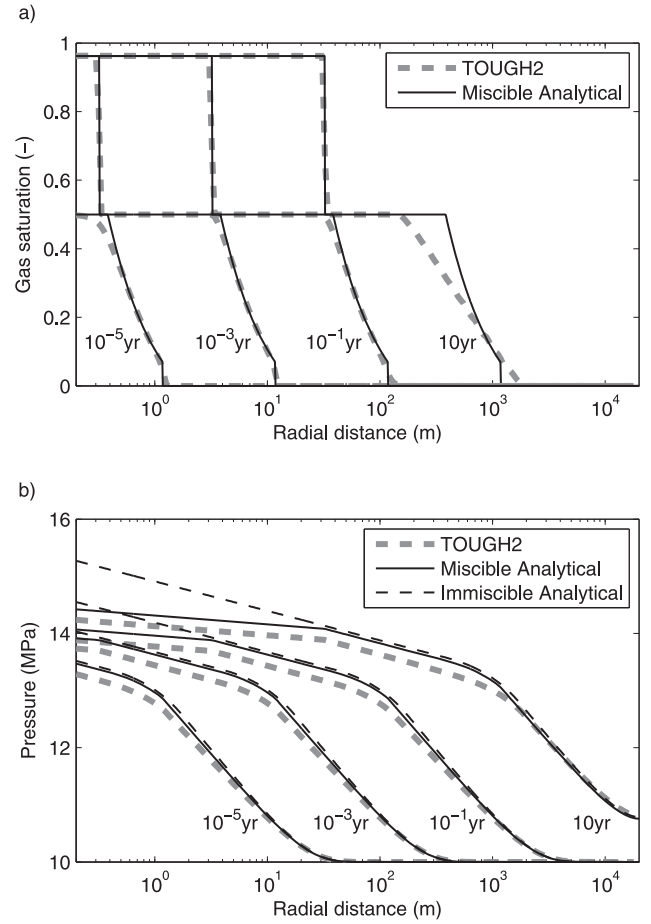 a)
1
0.8
0.6
0.4
0.2
0
Gas saturation (−)
TOUGH2
Miscible Analytical
10⁻⁵yr
10⁻³yr
10⁻¹yr
10yr
10⁰
10¹
10²
10³
10⁴
Radial distance (m)
b)
16
14
12
10
Pressure (MPa)
TOUGH2
Miscible Analytical
Immiscible Analytical
10⁻⁵yr
10⁻³yr
10⁻¹yr
10yr
10⁰
10¹
10²
10³
10⁴
Radial distance (m)